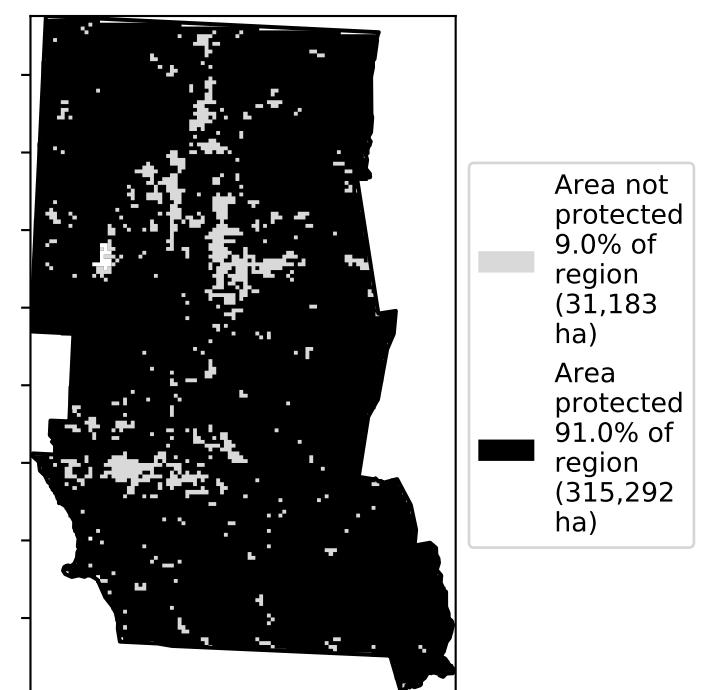 Area not
protected
9.0% of
region
(31,183
ha)
Area
protected
91.0% of
region
(315,292
ha)